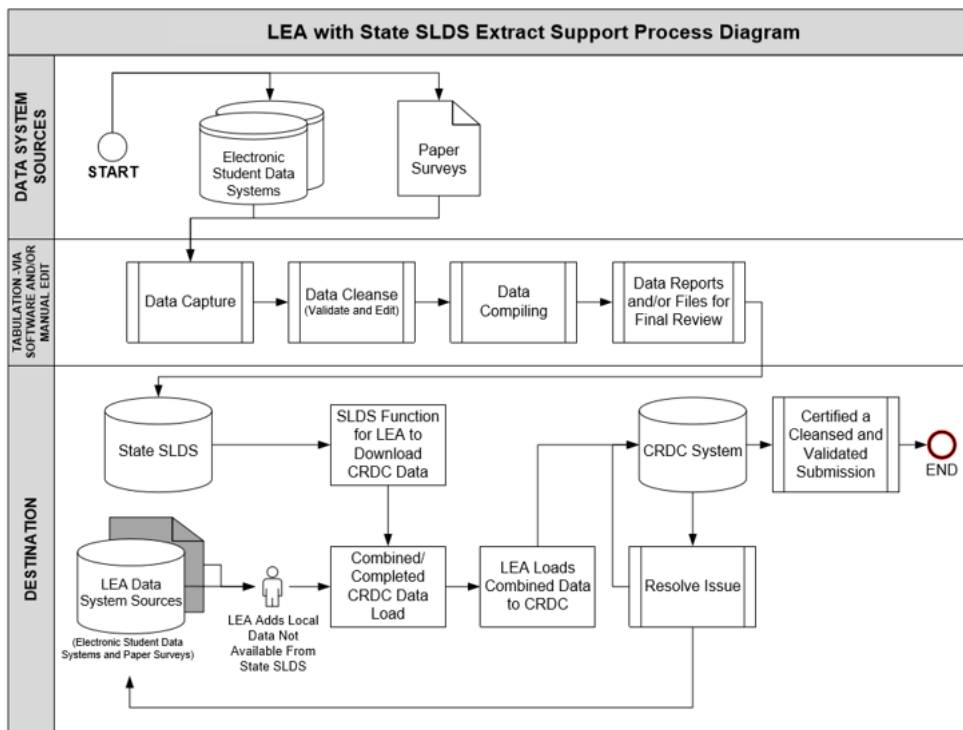 LEA with State SLDS Extract Support Process Diagram
DATA SYSTEM
SOURCES
START
Electronic
Student Data
Systems
Paper
Surveys
TABULATION -VIA
SOFTWARE AND/OR
MANUAL EDIT
Data Capture
Data Cleanse
(Validate and Edit)
Data
Compiling
Data Reports
and/or Files for
Final Review
DESTINATION
State SLDS
SLDS Function
for LEA to
Download
CRDC Data
CRDC System
Certified a
Cleansed and
Validated
Submission
END
LEA Data
System Sources
(Electronic Student Data
Systems and Paper Surveys)
LEA Adds Local
Data Not
Available From
State SLDS
Combined/
Completed
CRDC Data
Load
LEA Loads
Combined Data
to CRDC
Resolve Issue